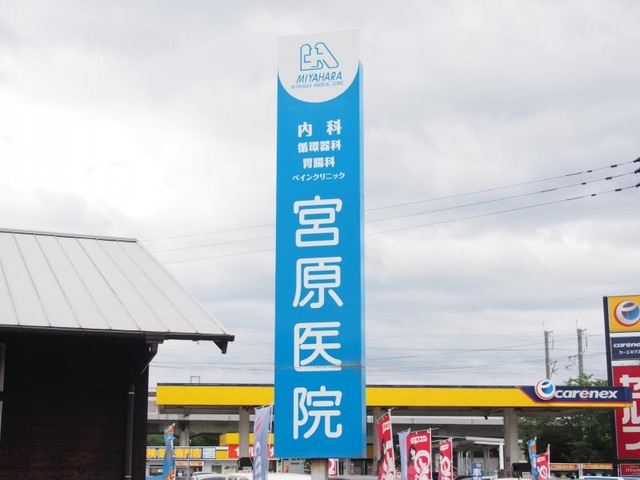 MIYAHARA
MIYAHARA MEDICAL CLINIC
内科
循環器科
胃腸科
ペインクリニック
宮原医院
carenex
carenex